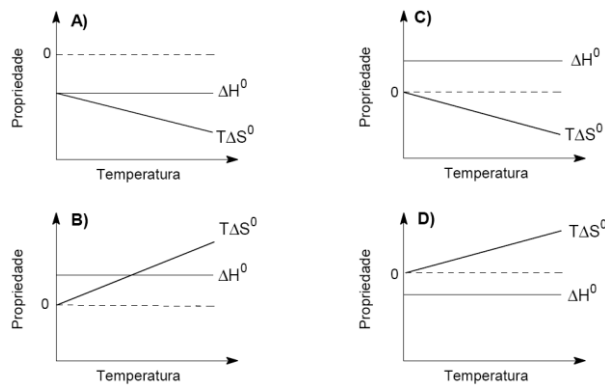 A)
Propriedade
0
ΔH⁰
TΔS⁰
Temperatura
C)
Propriedade
0
ΔH⁰
TΔS⁰
Temperatura
B)
Propriedade
0
TΔS⁰
ΔH⁰
Temperatura
D)
Propriedade
0
TΔS⁰
ΔH⁰
Temperatura